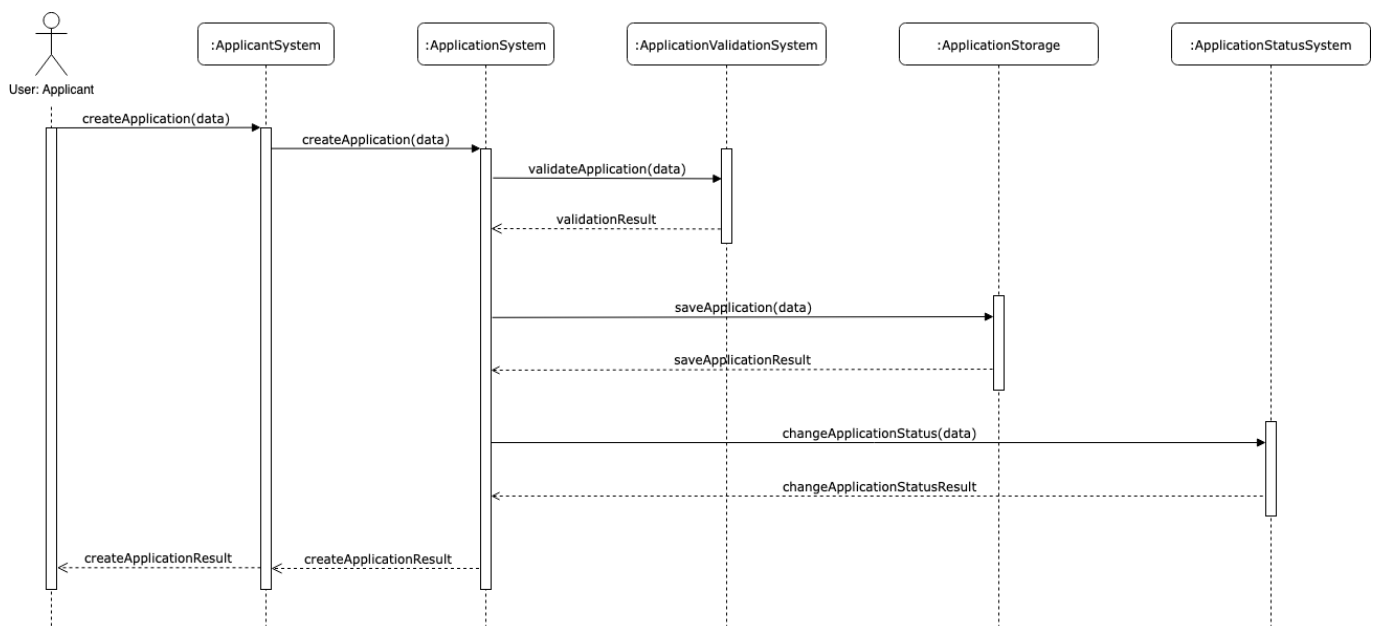 :ApplicantSystem
:ApplicationSystem
:ApplicationValidationSystem
:ApplicationStorage
:ApplicationStatusSystem
User: Applicant
createApplication(data)
createApplication(data)
validateApplication(data)
validationResult
saveApplication(data)
saveApplicationResult
changeApplicationStatus(data)
changeApplicationStatusResult
createApplicationResult
createApplicationResult